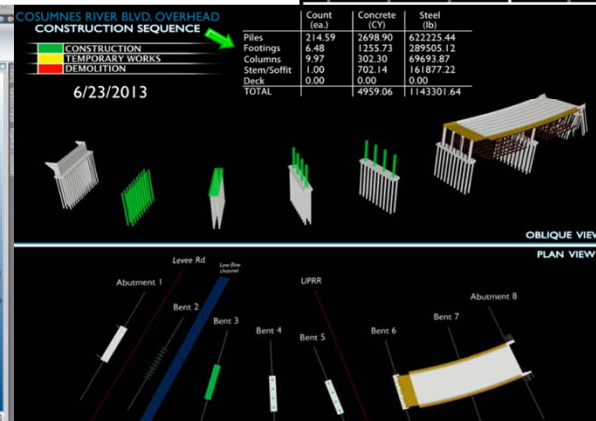 COSUMNES RIVER BLVD. OVERHEAD
CONSTRUCTION SEQUENCE
CONSTRUCTION
TEMPORARY WORKS
DEMOLITION
6/23/2013
Count (ea.) Concrete (CY) Steel (lb)
Piles 214.59 2698.90 622225.44
Footings 6.48 1255.73 289505.12
Columns 9.97 302.30 69693.87
Stem/Soffit 1.00 702.14 161877.22
Deck 0.00 0.00 0.00
TOTAL 4959.06 1143301.64
OBLIQUE VIEW
PLAN VIEW
Levee Rd.
Low-flow channel
UPRR
Abutment 1
Bent 2
Bent 3
Bent 4
Bent 5
Bent 6
Bent 7
Abutment 8